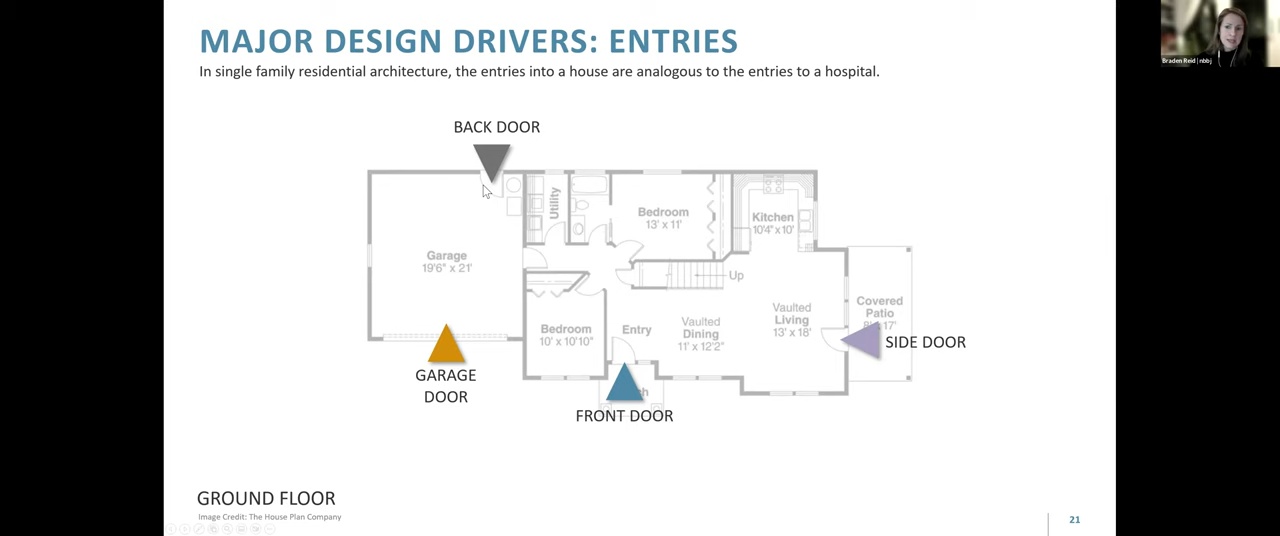 MAJOR DESIGN DRIVERS: ENTRIES
In single family residential architecture, the entries into a house are analogous to the entries to a hospital.
Braden Reid | nbbj
BACK DOOR
Utility
Bedroom
13' x 11'
Kitchen
10'4" x 10'
Garage
19'6" x 21'
Up
Bedroom
10' x 10'10"
Entry
Vaulted
Dining
11' x 12'2"
Vaulted
Living
13' x 18'
Covered
Patio
17'
SIDE DOOR
GARAGE
DOOR
FRONT DOOR
GROUND FLOOR
Image Credit: The House Plan Company
21